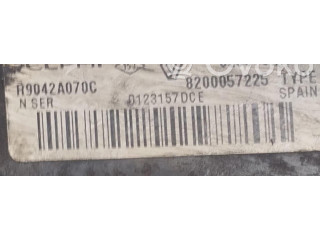 R9042A070C 8200057225 TYPE
N SER 0123157DCE SPAIN